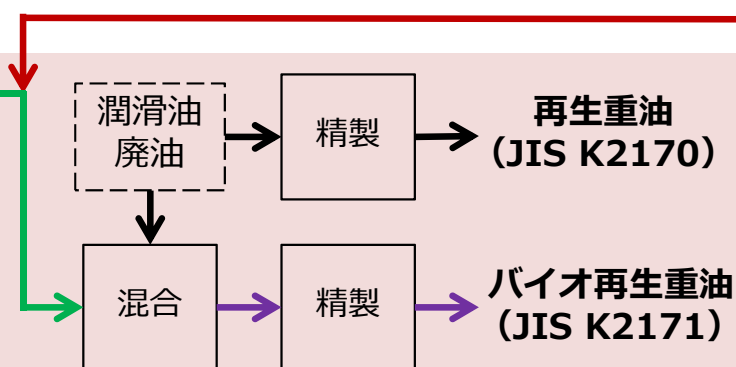 潤滑油
廃油
精製
再生重油
(JIS K2170)
混合
精製
バイオ再生重油
(JIS K2171)